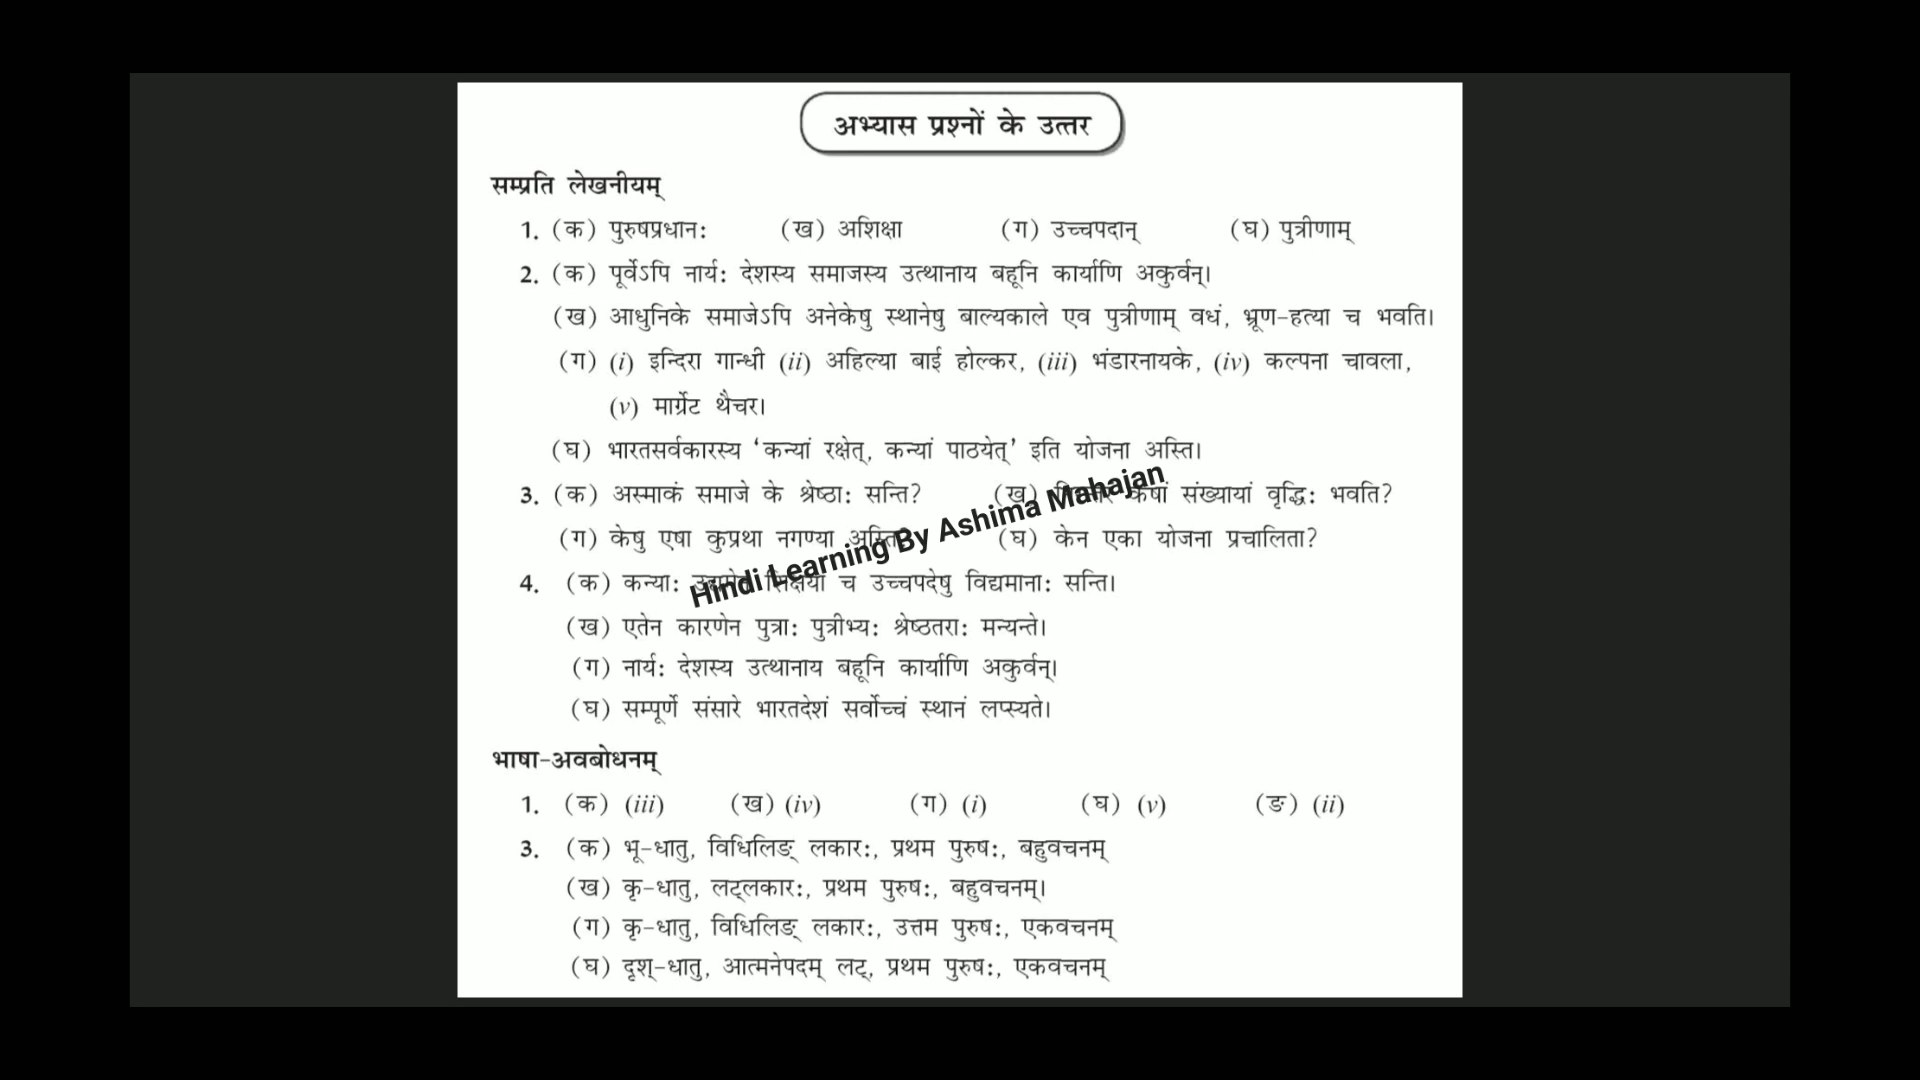 अभ्यास प्रश्नों के उत्तर
सम्प्रति लेखनीयम्
1. (क) पुरुषप्रधानः (ख) अशिक्षा (ग) उच्चपदान् (घ) पुत्रीणाम्
2. (क) पूर्वेऽपि नार्यः देशस्य समाजस्य उत्थानाय बहूनि कार्याणि अकुर्वन्।
(ख) आधुनिके समाजेऽपि अनेकेषु स्थानेषु बाल्यकाले एव पुत्रीणाम् वधं, भ्रूण-हत्या च भवति।
(ग) (i) इन्दिरा गान्धी (ii) अहिल्या बाई होल्कर, (iii) भंडारनायके, (iv) कल्पना चावला,
(v) मार्ग्रेट थैचर।
(घ) भारतसर्वकारस्य ‘कन्यां रक्षेत्, कन्यां पाठयेत्’ इति योजना अस्ति।
3. (क) अस्माकं समाजे के श्रेष्ठाः सन्ति? (ख) केषां संख्यायां वृद्धिः भवति?
(ग) केषु एषा कुप्रथा नगण्या अस्ति? (घ) केन एका योजना प्रचालिता?
4. (क) कन्याः च उच्चपदेषु विद्यमानाः सन्ति।
(ख) एतेन कारणेन पुत्राः पुत्रीभ्यः श्रेष्ठतराः मन्यन्ते।
(ग) नार्यः देशस्य उत्थानाय बहूनि कार्याणि अकुर्वन्।
(घ) सम्पूर्णे संसारे भारतदेशं सर्वोच्चं स्थानं लप्स्यते।
Hindi Learning By Ashima Mahajan
भाषा-अवबोधनम्
1. (क) (iii) (ख) (iv) (ग) (i) (घ) (v) (ङ) (ii)
3. (क) भू-धातु, विधिलिङ् लकारः, प्रथम पुरुषः, बहुवचनम्
(ख) कृ-धातु, लट्लकारः, प्रथम पुरुषः, बहुवचनम्।
(ग) कृ-धातु, विधिलिङ् लकारः, उत्तम पुरुषः, एकवचनम्
(घ) दृश्-धातु, आत्मनेपदम् लट्, प्रथम पुरुषः, एकवचनम्